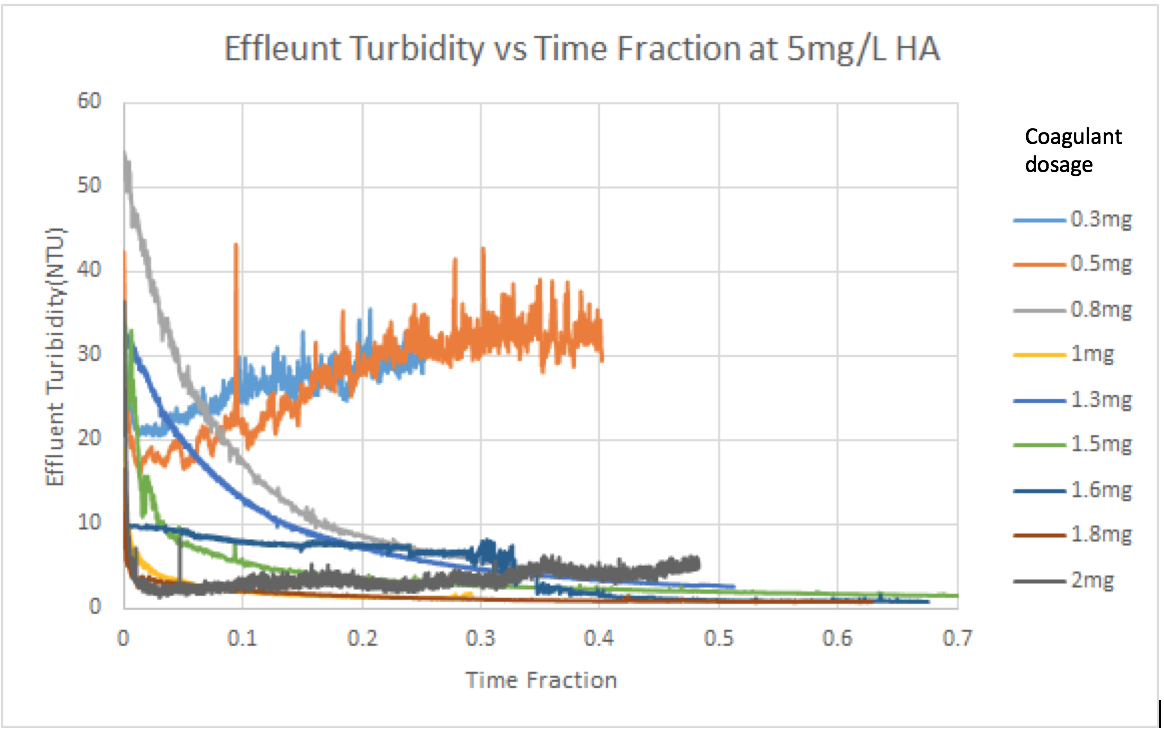 Effleunt Turbidity vs Time Fraction at 5mg/L HA
60
50
40
30
20
10
0
Effluent Turibidity(NTU)
0 0.1 0.2 0.3 0.4 0.5 0.6 0.7
Time Fraction
Coagulant
dosage
0.3mg
0.5mg
0.8mg
1mg
1.3mg
1.5mg
1.6mg
1.8mg
2mg